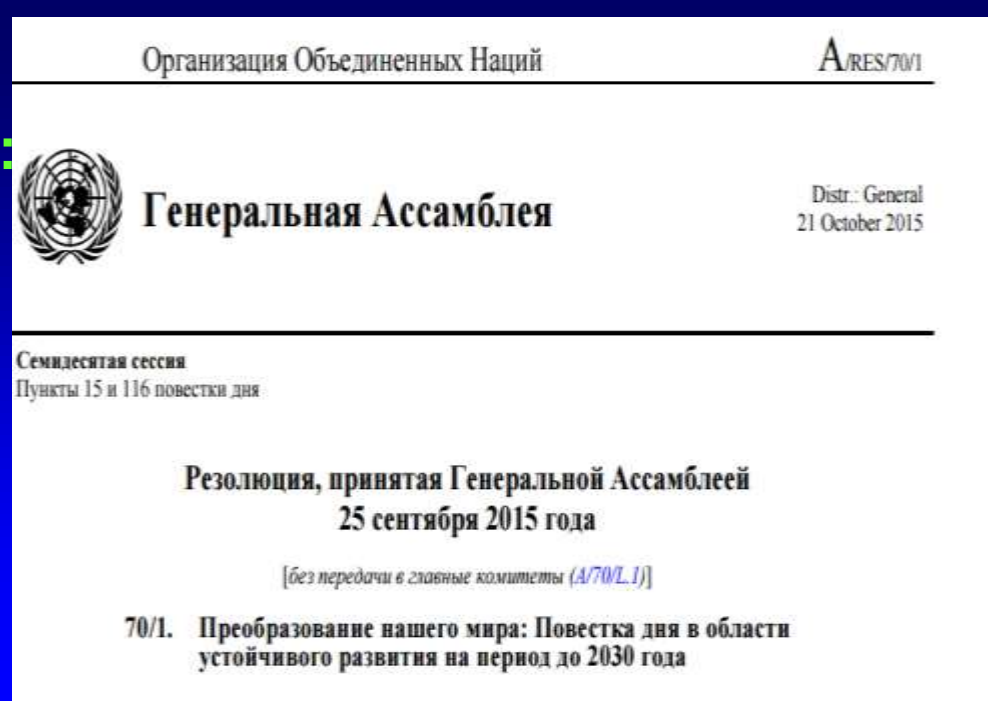 Организация Объединенных Наций
A/RES/70/1
:
Генеральная Ассамблея
Distr.: General
21 October 2015
Семидесятая сессия
Пункты 15 и 116 повестки дня
Резолюция, принятая Генеральной Ассамблеей
25 сентября 2015 года
[без передачи в главные комитеты (A/70/L.1)]
70/1. Преобразование нашего мира: Повестка дня в области
устойчивого развития на период до 2030 года